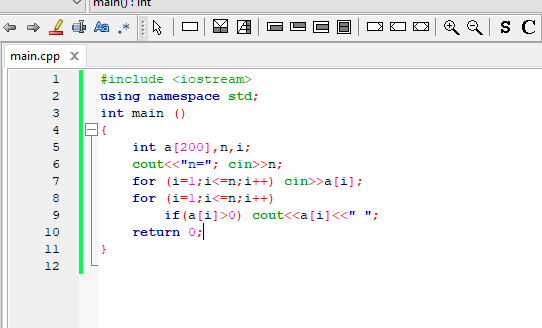 main() : int
Aa .* S C
main.cpp X
1 #include <iostream>
2 using namespace std;
3 int main ()
4 {
5 int a[200],n,i;
6 cout<<"n="; cin>>n;
7 for (i=1;i<=n;i++) cin>>a[i];
8 for (i=1;i<=n;i++)
9 if(a[i]>0) cout<<a[i]<<" ";
10 return 0;
11 }
12